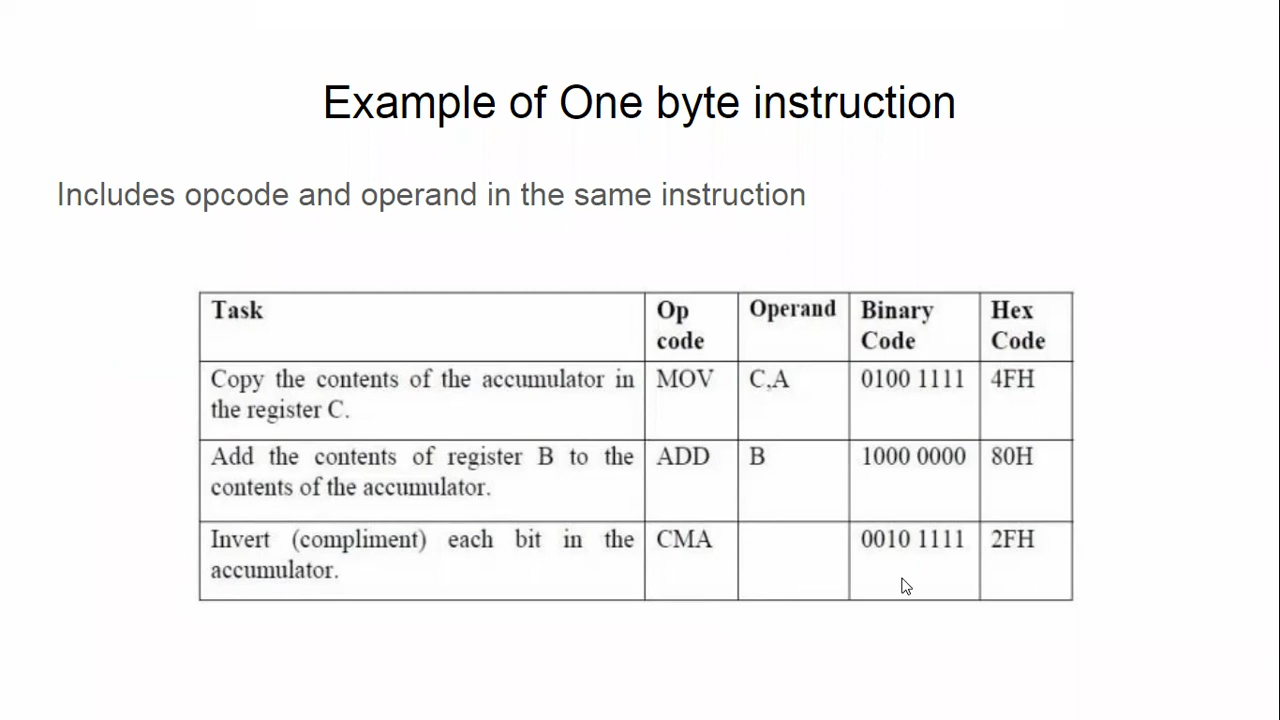 Example of One byte instruction
Includes opcode and operand in the same instruction
Task Op code Operand Binary Code Hex Code
Copy the contents of the accumulator in the register C. MOV C,A 0100 1111 4FH
Add the contents of register B to the contents of the accumulator. ADD B 1000 0000 80H
Invert (compliment) each bit in the accumulator. CMA 0010 1111 2FH